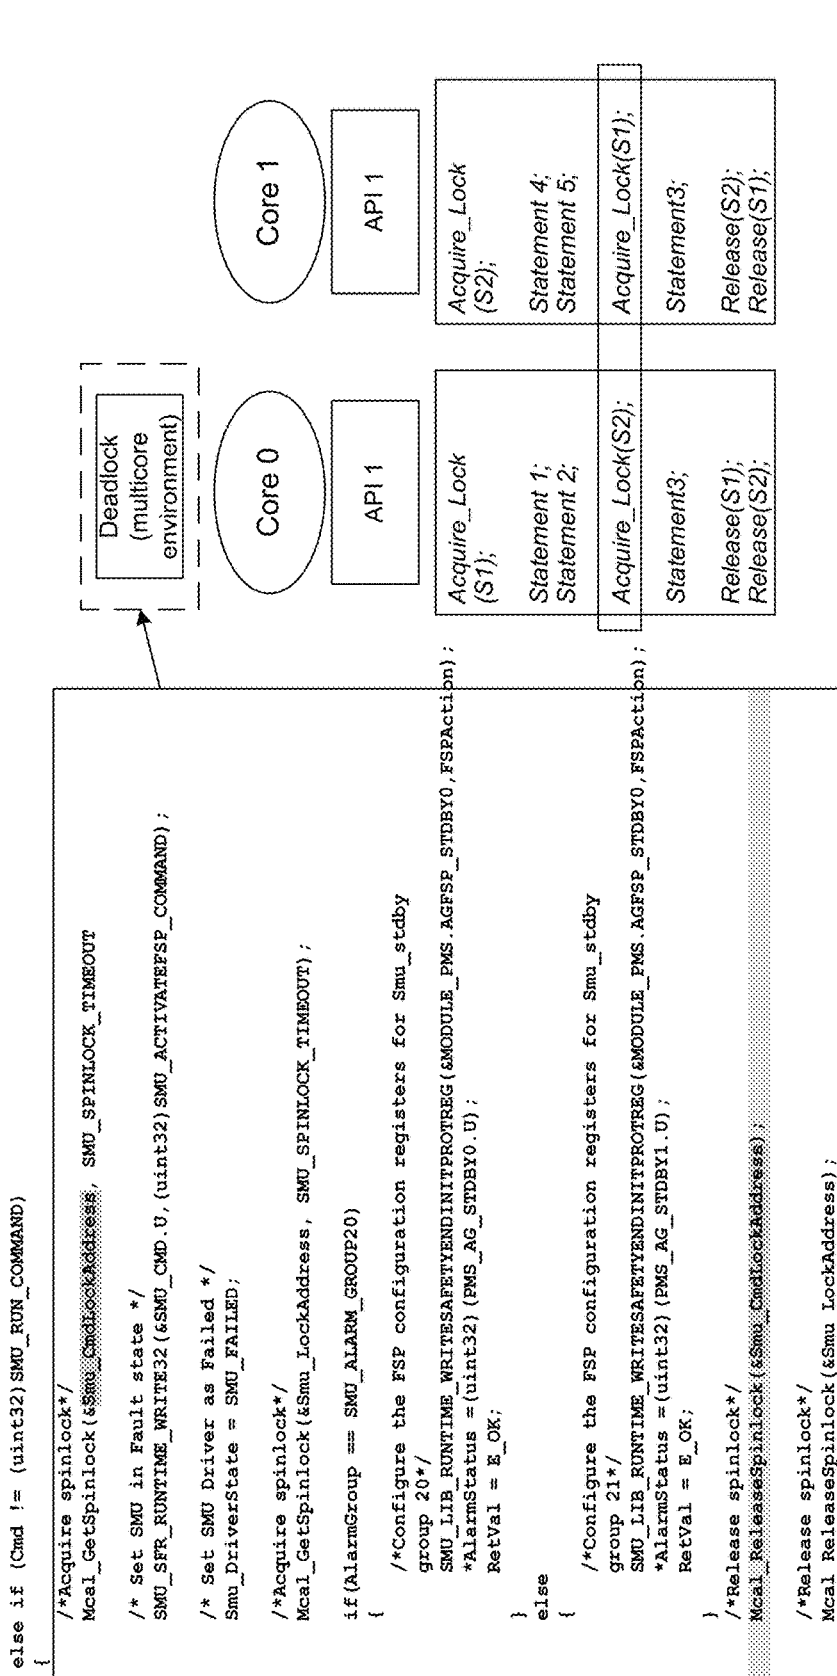 else if (Cmd != (uint32)SMU_RUN_COMMAND)
{
/*Acquire spinlock*/
Mcal_GetSpinlock(&Smu_CmdLockAddress, SMU_SPINLOCK_TIMEOUT
/* Set SMU in Fault state */
SMU_SFR_RUNTIME_WRITE32(&SMU_CMD.U,(uint32)SMU_ACTIVATEFSP_COMMAND);
/* Set SMU Driver as Failed */
Smu_DriverState = SMU_FAILED;
/*Acquire spinlock*/
Mcal_GetSpinlock(&Smu_LockAddress, SMU_SPINLOCK_TIMEOUT);
if(AlarmGroup == SMU_ALARM_GROUP20)
{
/*Configure the FSP configuration registers for Smu_stdby
group 20*/
SMU_LIB_RUNTIME_WRITESAFETYENDINITPROTREG(&MODULE_PMS.AGFSP_STDBY0,FSPAction);
*AlarmStatus =(uint32)(PMS_AG_STDBY0.U);
RetVal = E_OK;
}
else
{
/*Configure the FSP configuration registers for Smu_stdby
group 21*/
SMU_LIB_RUNTIME_WRITESAFETYENDINITPROTREG(&MODULE_PMS.AGFSP_STDBY0,FSPAction);
*AlarmStatus =(uint32)(PMS_AG_STDBY1.U);
RetVal = E_OK;
}
/*Release spinlock*/
Mcal_ReleaseSpinlock(&Smu_CmdLockAddress);
/*Release spinlock*/
Mcal_ReleaseSpinlock(&Smu_LockAddress);
Deadlock
(multicore
environment)
Core 0
API 1
Acquire_Lock
(S1);
Statement 1;
Statement 2;
Acquire_Lock(S2);
Statement3;
Release(S1);
Release(S2);
Core 1
API 1
Acquire_Lock
(S2);
Statement 4;
Statement 5;
Acquire_Lock(S1);
Statement3;
Release(S2);
Release(S1);